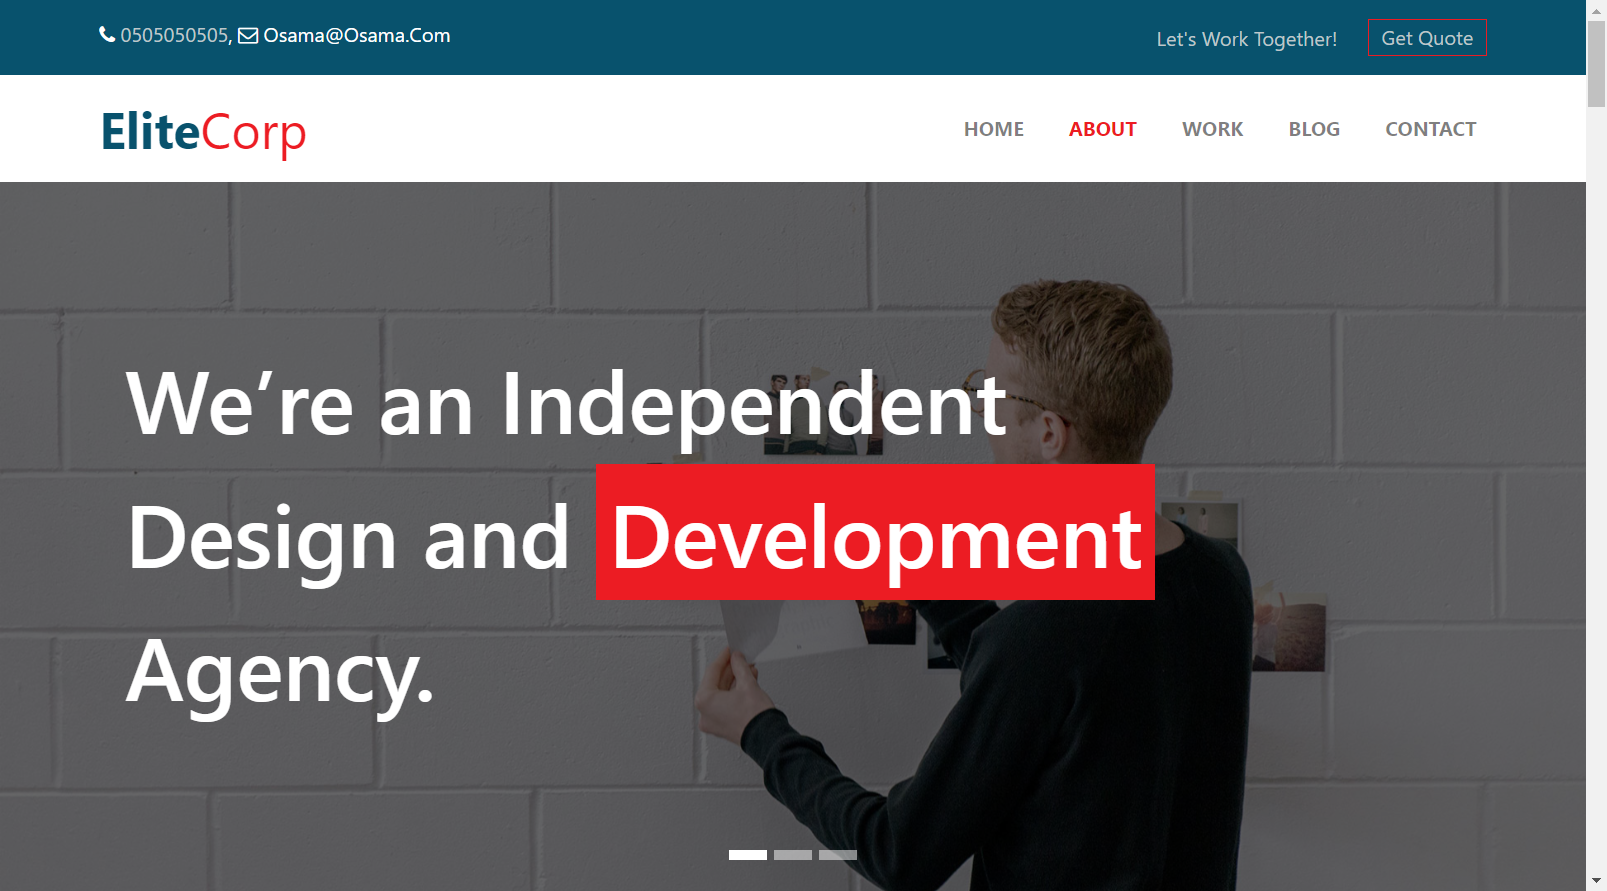 0505050505, Osama@Osama.Com
Let's Work Together!
Get Quote
EliteCorp
HOME
ABOUT
WORK
BLOG
CONTACT
We’re an Independent
Design and Development
Agency.